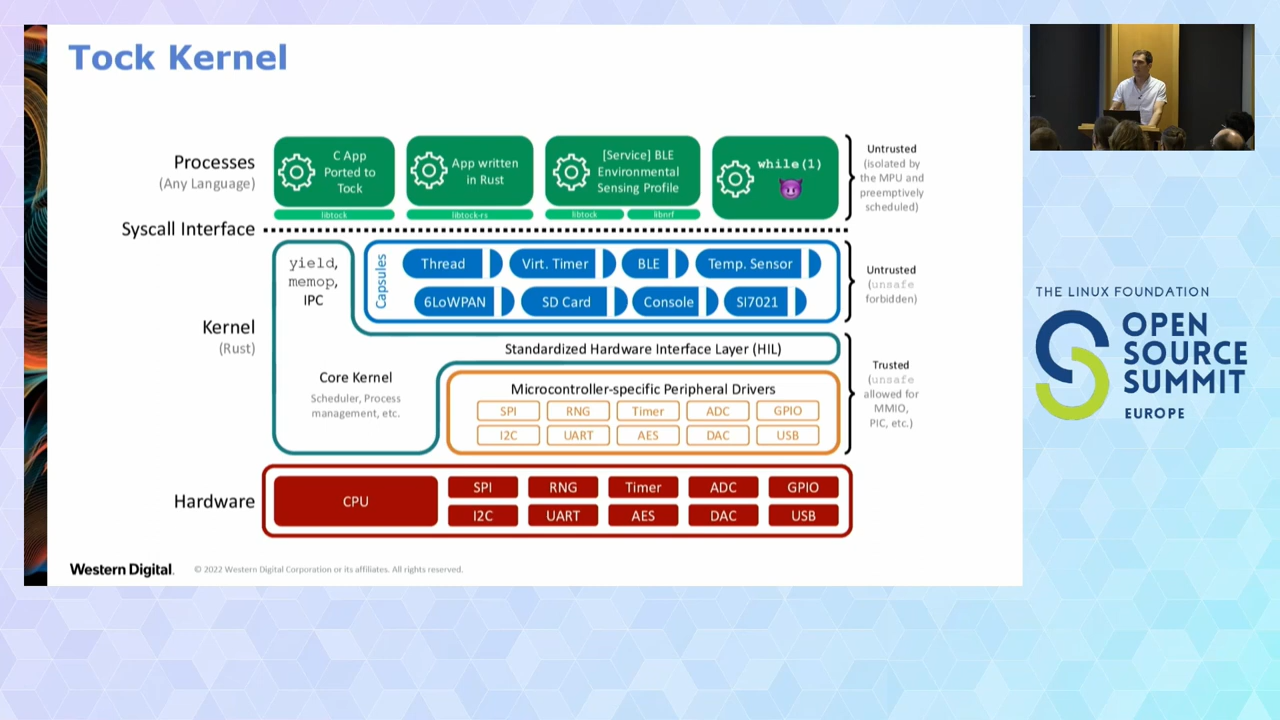 Tock Kernel
Processes
(Any Language)
C App
Ported to
Tock
libtock
App written
in Rust
libtock-rs
[Service] BLE
Environmental
Sensing Profile
libtock
libnrf
while(1)
Untrusted
(isolated by
the MPU and
preemptively
scheduled)
Syscall Interface
Kernel
(Rust)
yield,
memop,
IPC
Core Kernel
Scheduler, Process
management, etc.
Capsules
Thread
Virt. Timer
BLE
Temp. Sensor
6LoWPAN
SD Card
Console
SI7021
Untrusted
(unsafe
forbidden)
Standardized Hardware Interface Layer (HIL)
Microcontroller-specific Peripheral Drivers
SPI
RNG
Timer
ADC
GPIO
I2C
UART
AES
DAC
USB
Trusted
(unsafe
allowed for
MMIO,
PIC, etc.)
Hardware
CPU
SPI
RNG
Timer
ADC
GPIO
I2C
UART
AES
DAC
USB
Western Digital.
© 2022 Western Digital Corporation or its affiliates. All rights reserved.
THE LINUX FOUNDATION
OPEN
SOURCE
SUMMIT
EUROPE